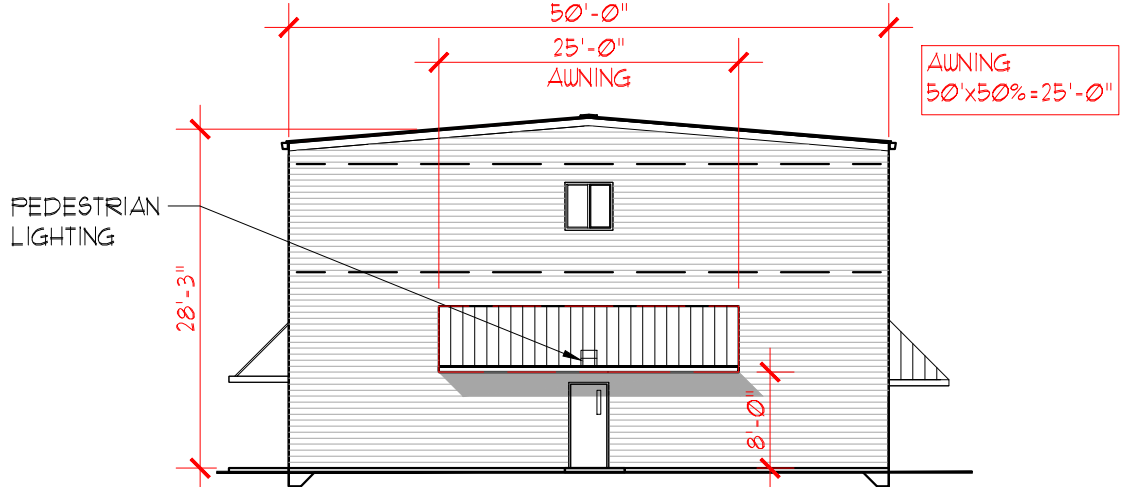 50'-0"
25'-0"
AWNING
AWNING
50'x50%=25'-0"
PEDESTRIAN
LIGHTING
28'-3"
8'-0"